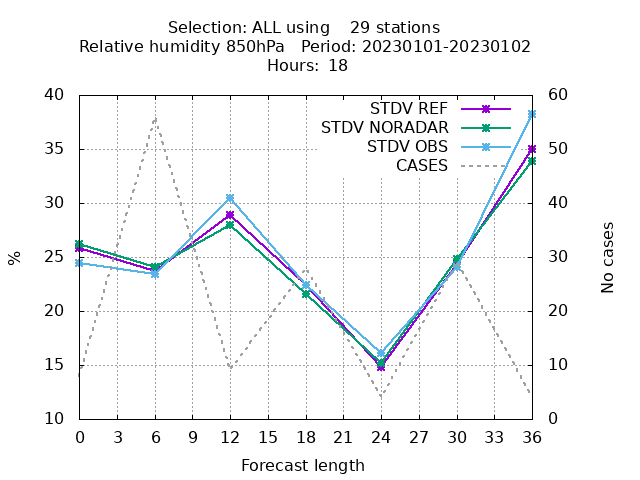 Selection: ALL using    29 stations
Relative humidity 850hPa   Period: 20230101-20230102
Hours: 18
40
35
30
25
20
15
10
%
STDV REF
STDV NORADAR
STDV OBS
CASES
60
50
40
30
20
10
0
No cases
0 3 6 9 12 15 18 21 24 27 30 33 36
Forecast length